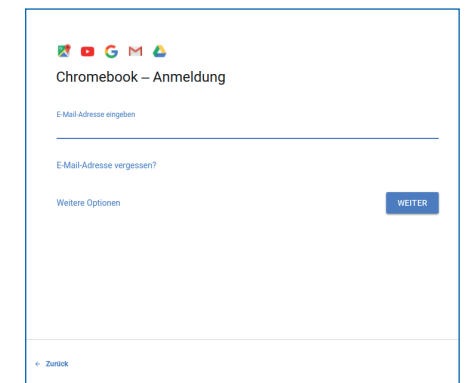 Chromebook – Anmeldung
E-Mail-Adresse eingeben
E-Mail-Adresse vergessen?
Weitere Optionen
WEITER
← Zurück